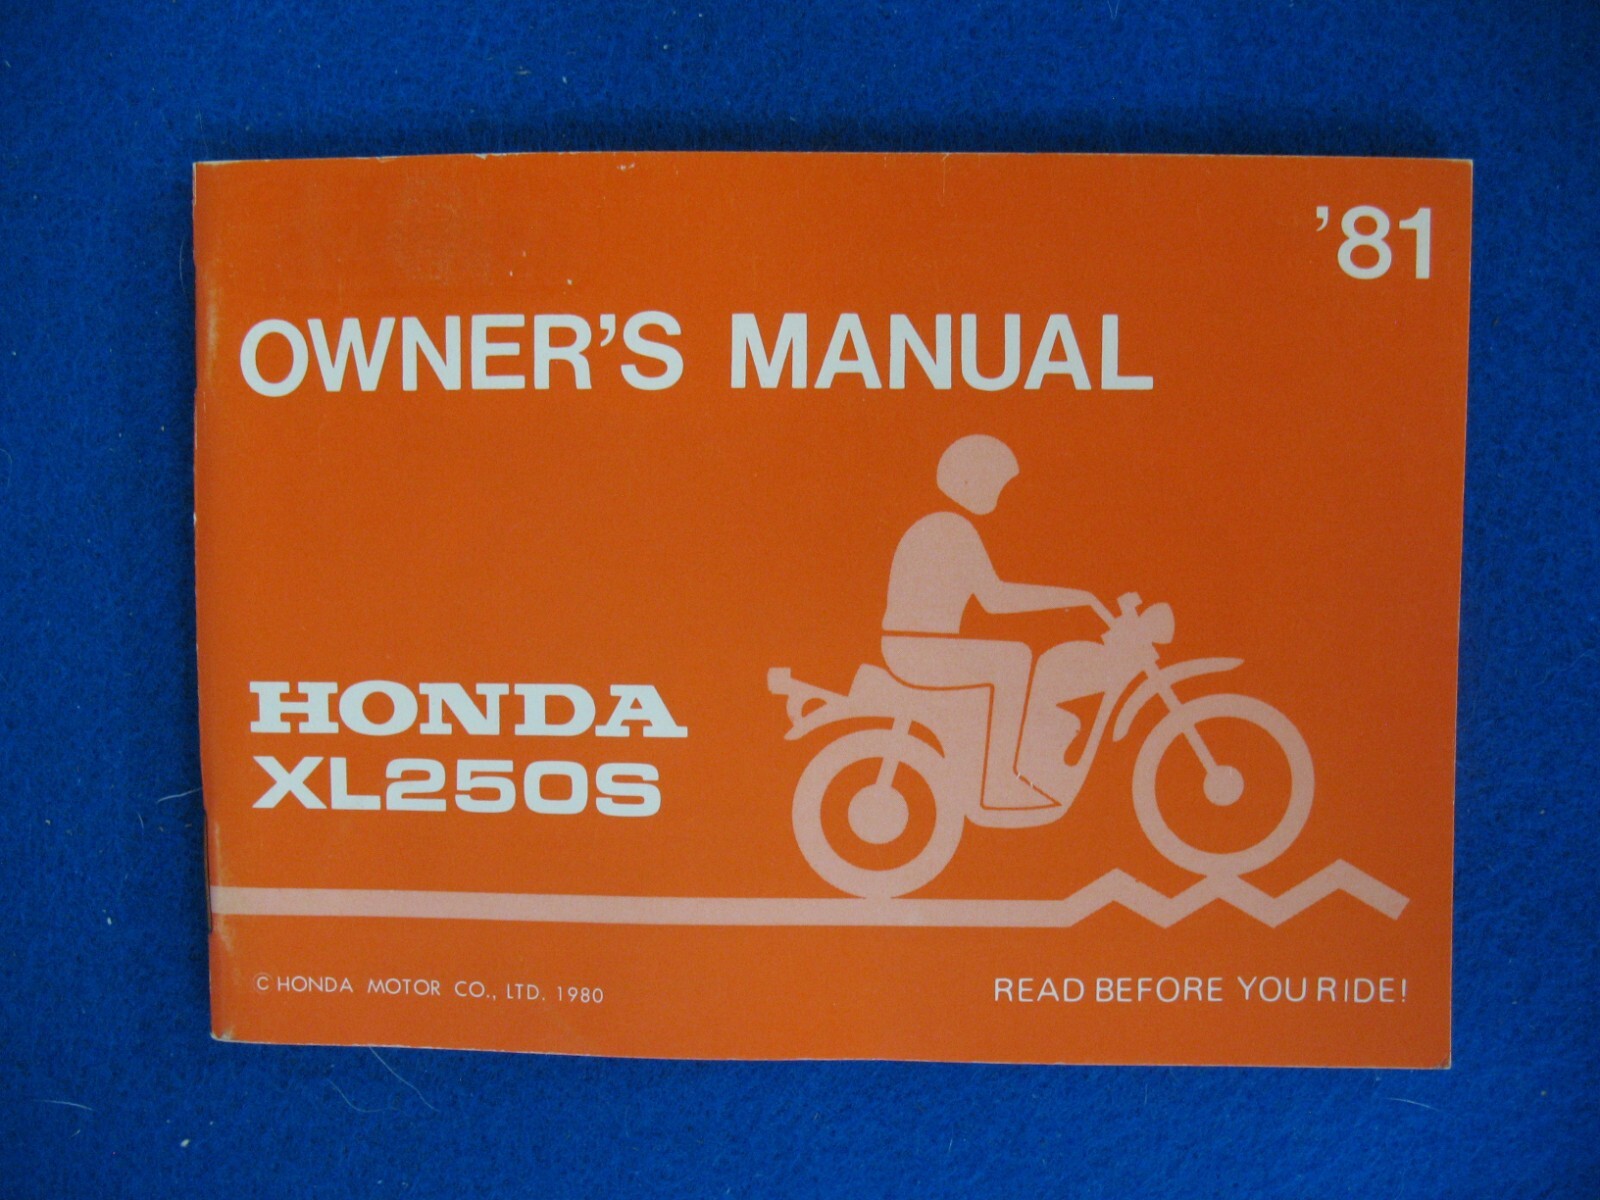 ’81
OWNER’S MANUAL
HONDA
XL250S
© HONDA MOTOR CO., LTD. 1980
READ BEFORE YOU RIDE!